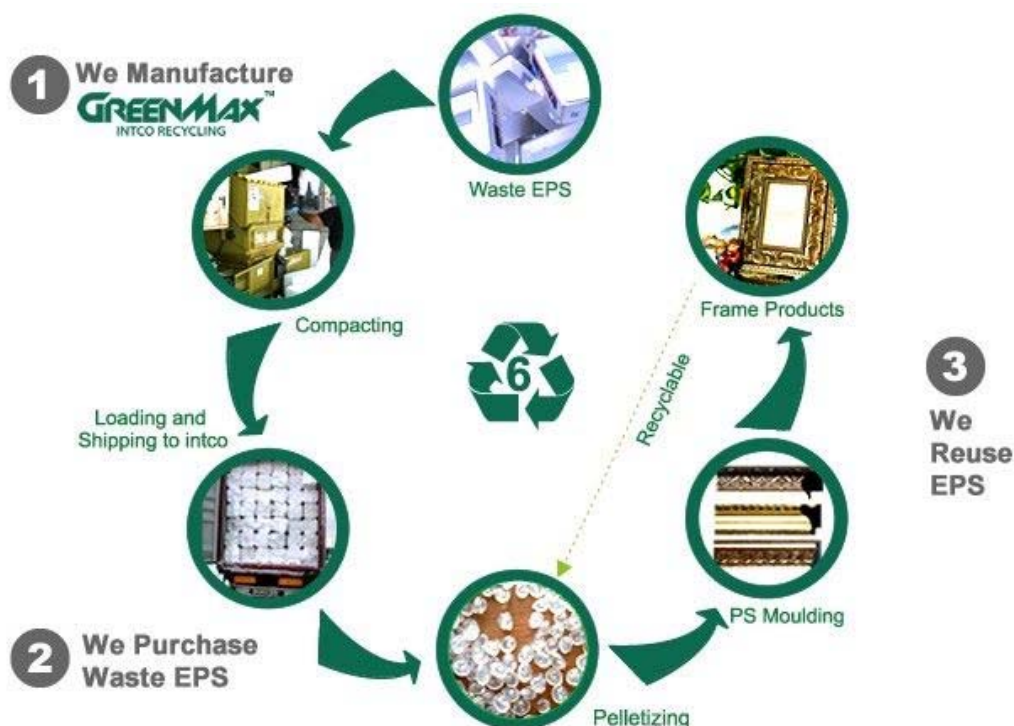 1
We Manufacture
GREENMAX™
INTCO RECYCLING
Waste EPS
Compacting
Loading and
Shipping to intco
2
We Purchase
Waste EPS
Pelletizing
PS Moulding
Frame Products
Recyclable
6
3
We
Reuse
EPS